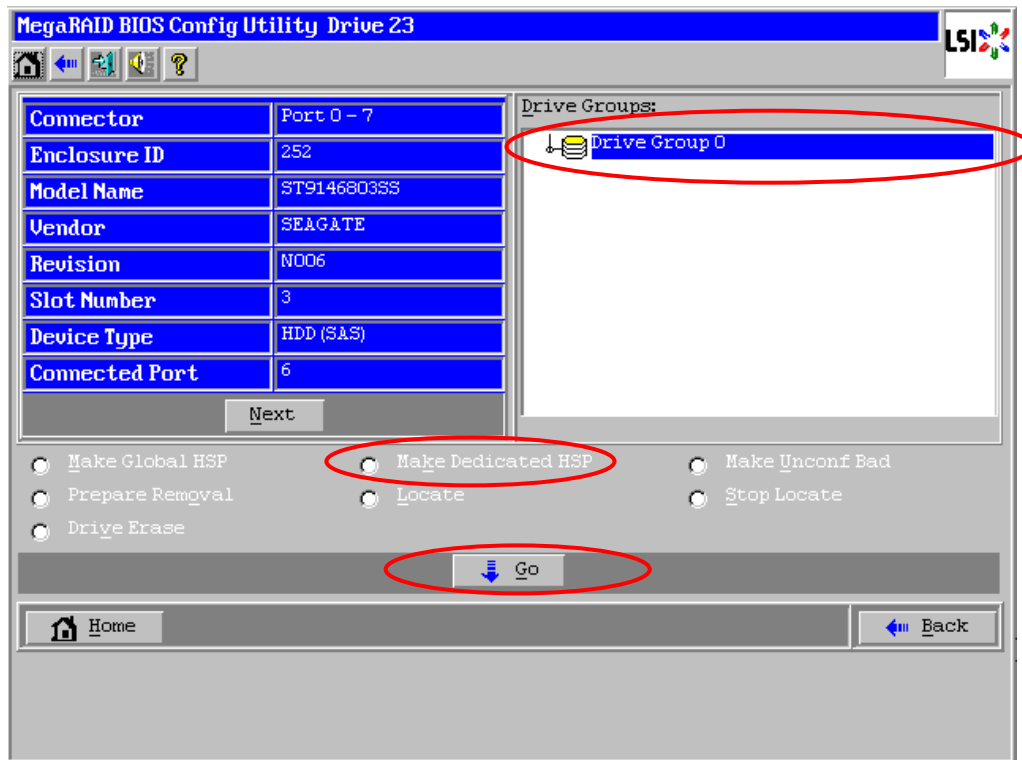 MegaRAID BIOS Config Utility Drive 23
LSI
Connector Port 0 - 7
Enclosure ID 252
Model Name ST9146803SS
Vendor SEAGATE
Revision N006
Slot Number 3
Device Type HDD (SAS)
Connected Port 6
Next
Drive Groups:
Drive Group 0
Make Global HSP Make Dedicated HSP Make Unconf Bad
Prepare Removal Locate Stop Locate
Drive Erase
Go
Home Back